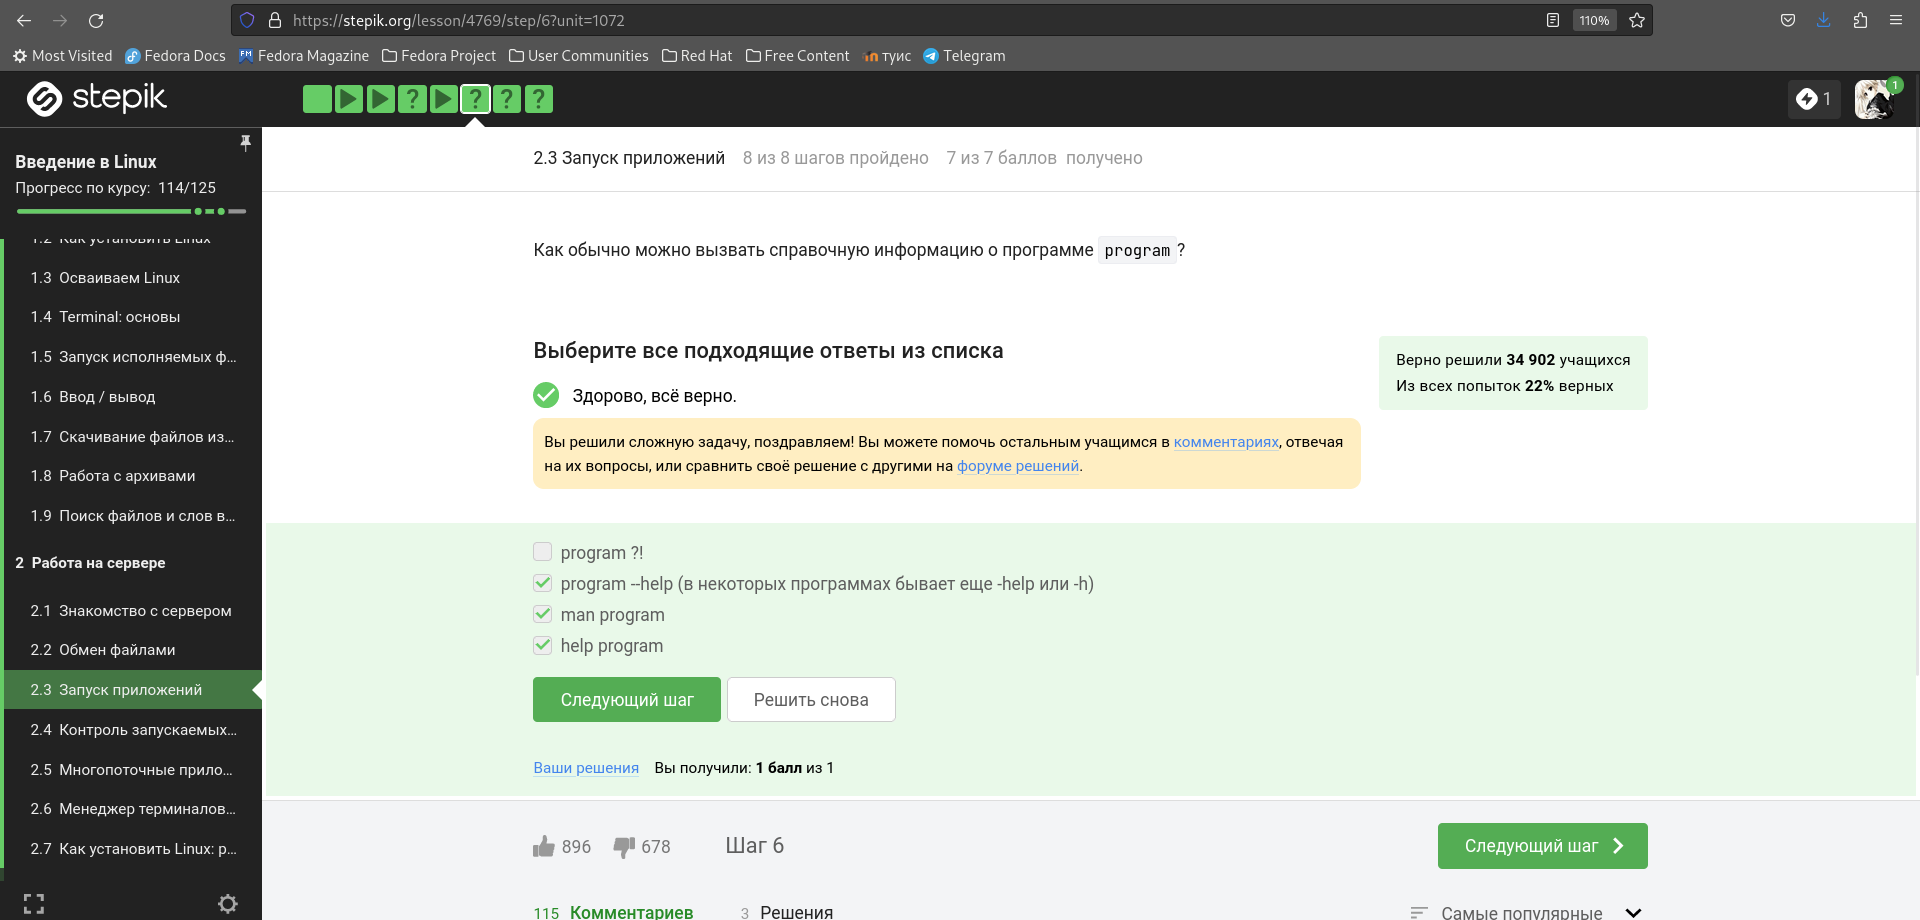 https://stepik.org/lesson/4769/step/6?unit=1072
110%
Most Visited
Fedora Docs
Fedora Magazine
Fedora Project
User Communities
Red Hat
Free Content
туис
Telegram
stepik
1
1
Введение в Linux
Прогресс по курсу: 114/125
1.2 Как установить Linux
1.3 Осваиваем Linux
1.4 Terminal: основы
1.5 Запуск исполняемых ф...
1.6 Ввод / вывод
1.7 Скачивание файлов из...
1.8 Работа с архивами
1.9 Поиск файлов и слов в...
2 Работа на сервере
2.1 Знакомство с сервером
2.2 Обмен файлами
2.3 Запуск приложений
2.4 Контроль запускаемых...
2.5 Многопоточные прило...
2.6 Менеджер терминалов...
2.7 Как установить Linux: р...
2.3 Запуск приложений 8 из 8 шагов пройдено 7 из 7 баллов получено
Как обычно можно вызвать справочную информацию о программе program?
Выберите все подходящие ответы из списка
Верно решили 34 902 учащихся
Из всех попыток 22% верных
Здорово, всё верно.
Вы решили сложную задачу, поздравляем! Вы можете помочь остальным учащимся в комментариях, отвечая
на их вопросы, или сравнить своё решение с другими на форуме решений.
program ?!
program --help (в некоторых программах бывает еще -help или -h)
man program
help program
Следующий шаг
Решить снова
Ваши решения Вы получили: 1 балл из 1
896 678 Шаг 6
Следующий шаг
115 Комментариев 3 Решения
Самые популярные